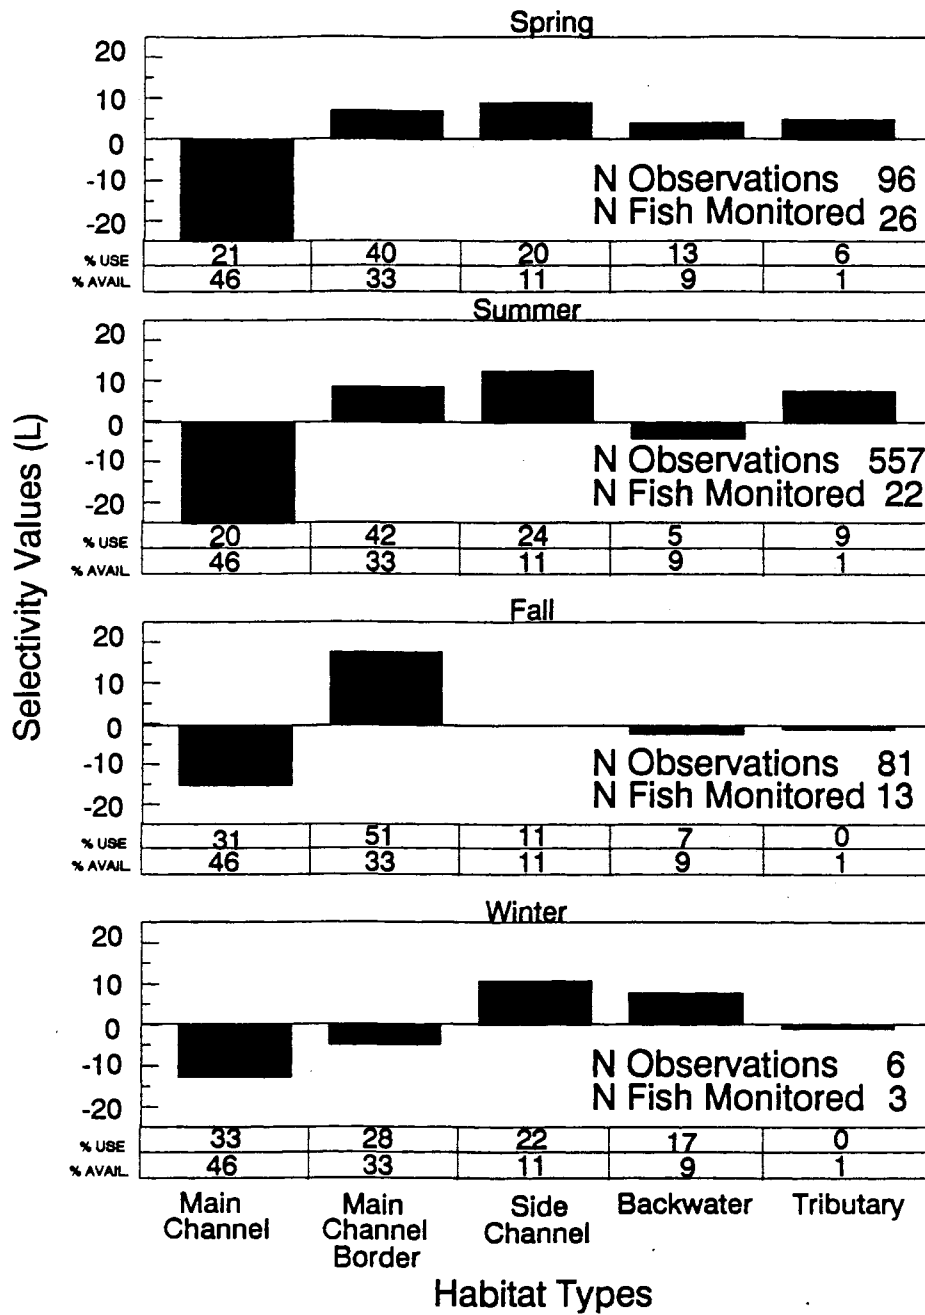 Spring
20
10
0
-10
-20
N Observations 96
N Fish Monitored 26
% USE 21 40 20 13 6
% AVAIL. 46 33 11 9 1
Summer
20
10
0
-10
-20
N Observations 557
N Fish Monitored 22
% USE 20 42 24 5 9
% AVAIL. 46 33 11 9 1
Fall
20
10
0
-10
-20
N Observations 81
N Fish Monitored 13
% USE 31 51 11 7 0
% AVAIL. 46 33 11 9 1
Winter
20
10
0
-10
-20
N Observations 6
N Fish Monitored 3
% USE 33 28 22 17 0
% AVAIL. 46 33 11 9 1
Main Channel
Main Channel Border
Side Channel
Backwater
Tributary
Habitat Types
Selectivity Values (L)